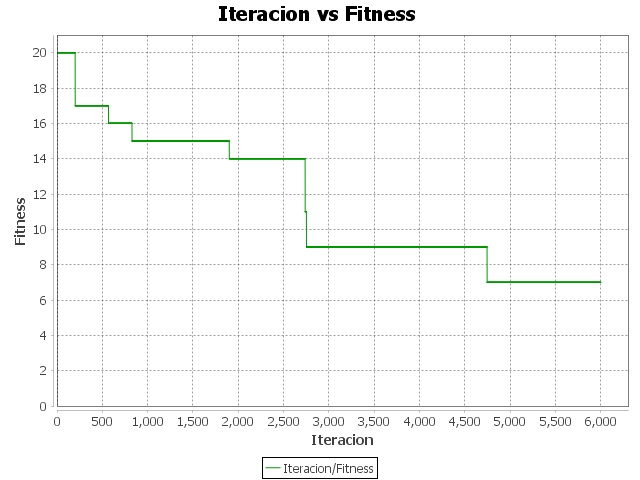 Iteracion vs Fitness
20
18
16
14
12
10
8
6
4
2
0
Fitness
0 500 1,000 1,500 2,000 2,500 3,000 3,500 4,000 4,500 5,000 5,500 6,000
Iteracion
Iteracion/Fitness